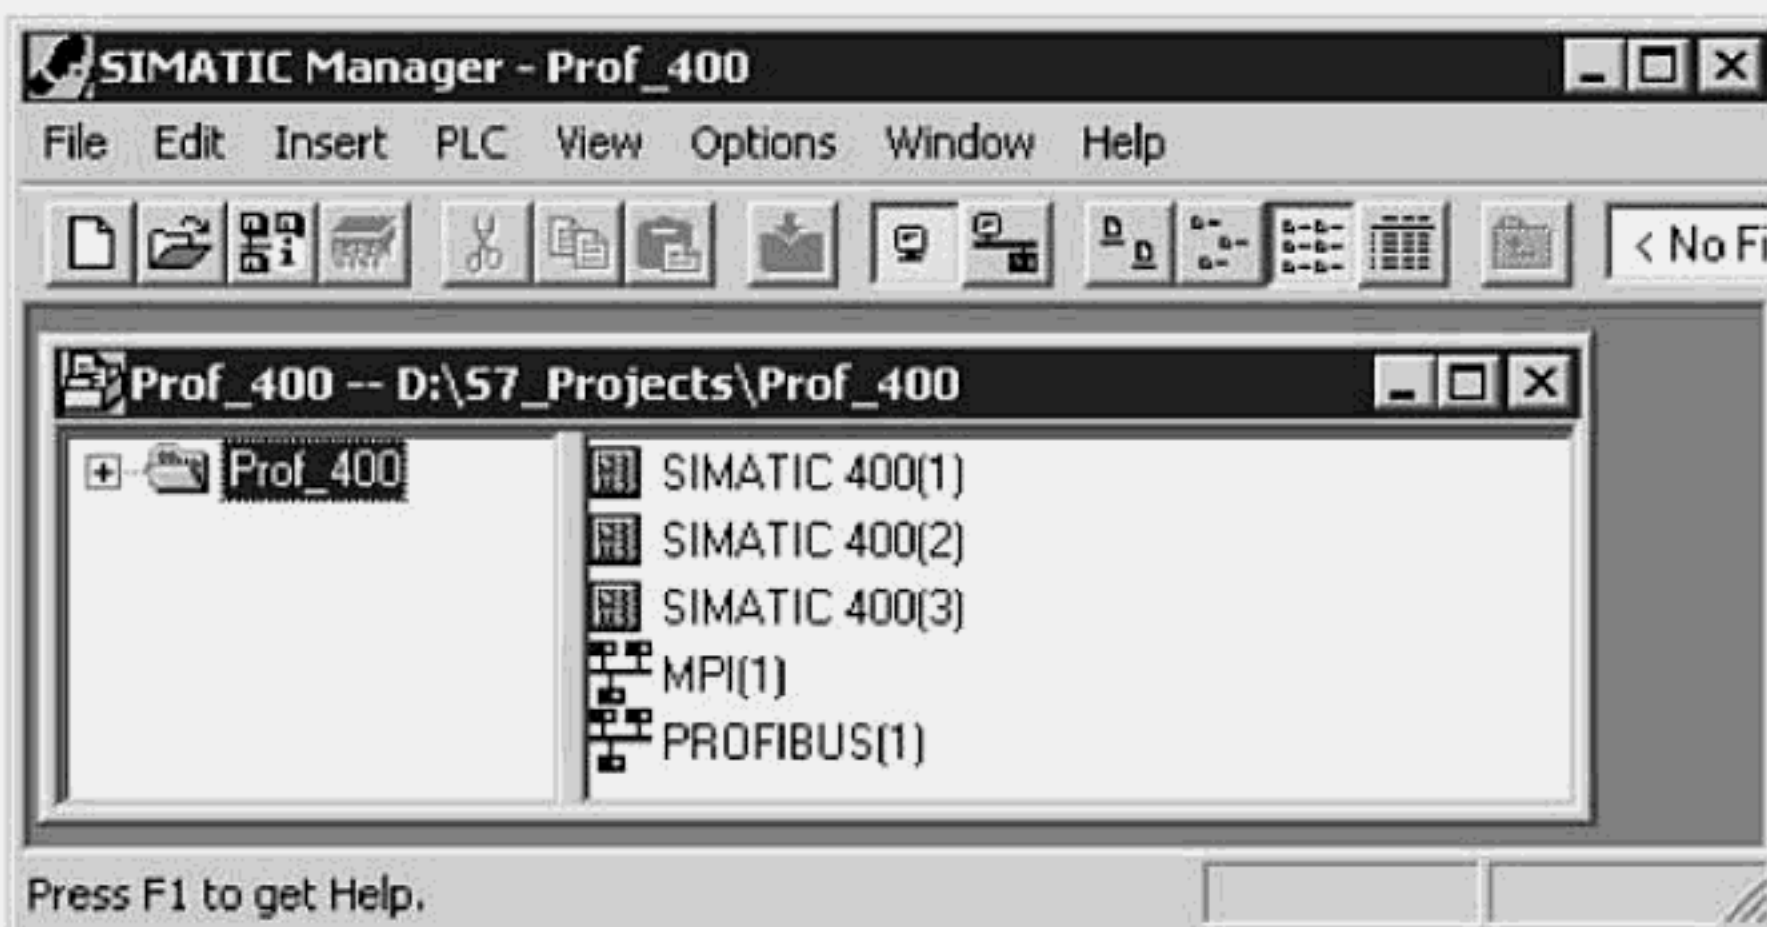 SIMATIC Manager - Prof_400
File Edit Insert PLC View Options Window Help
< No Fi
Prof_400 -- D:\S7_Projects\Prof_400
Prof_400
SIMATIC 400(1)
SIMATIC 400(2)
SIMATIC 400(3)
MPI(1)
PROFIBUS(1)
Press F1 to get Help.